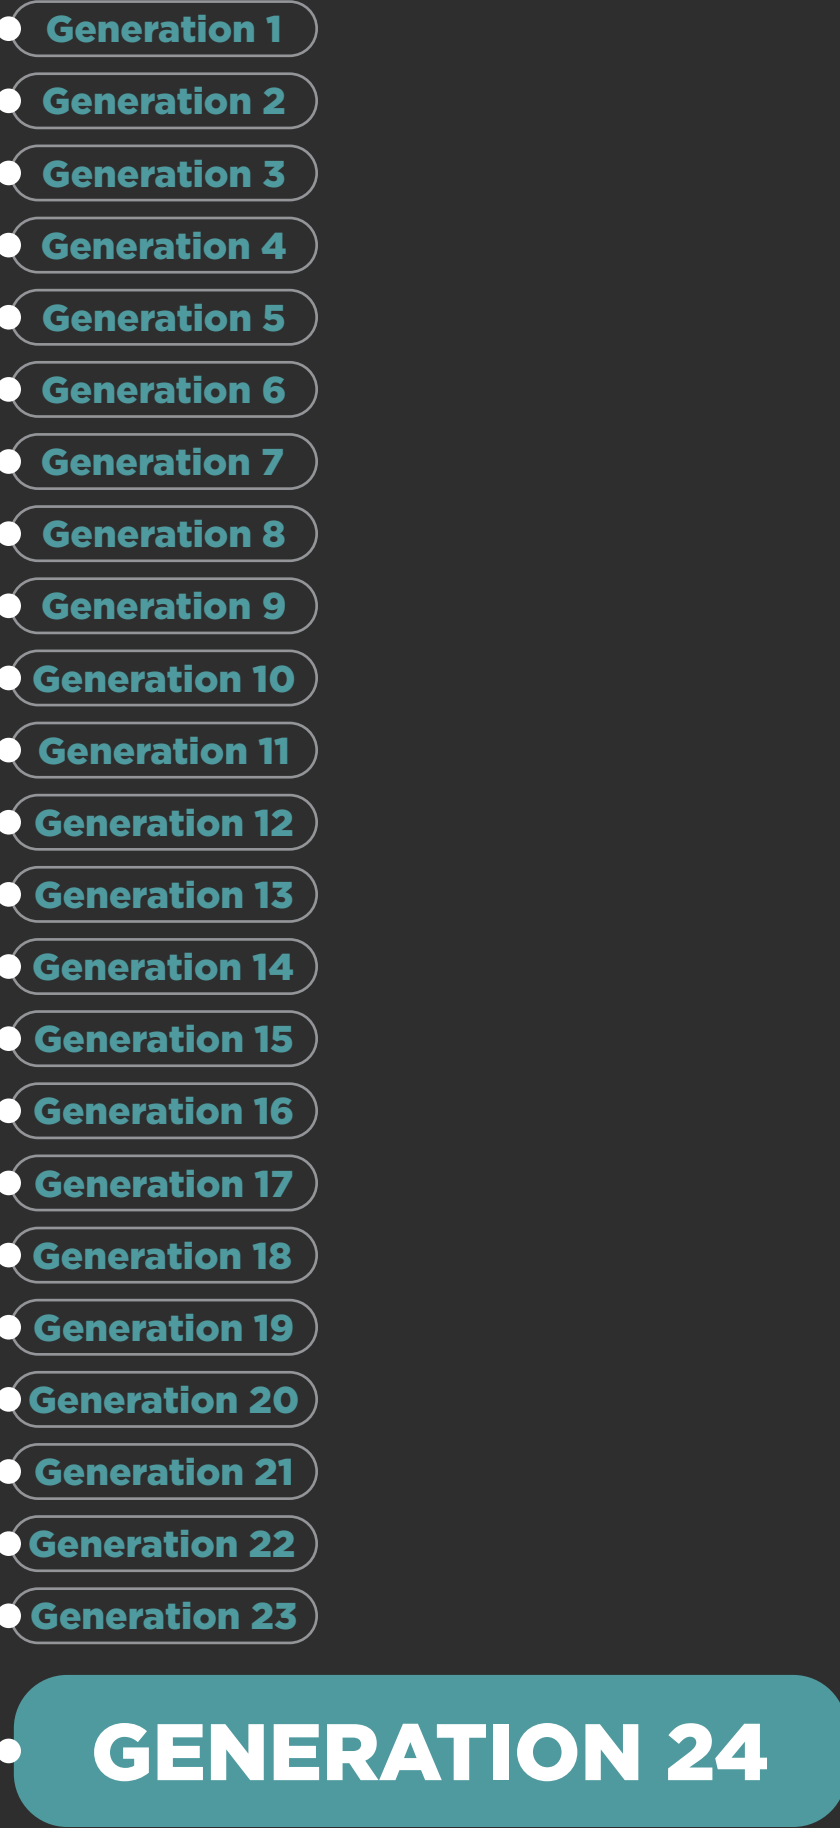 Generation 1
Generation 2
Generation 3
Generation 4
Generation 5
Generation 6
Generation 7
Generation 8
Generation 9
Generation 10
Generation 11
Generation 12
Generation 13
Generation 14
Generation 15
Generation 16
Generation 17
Generation 18
Generation 19
Generation 20
Generation 21
Generation 22
Generation 23
GENERATION 24